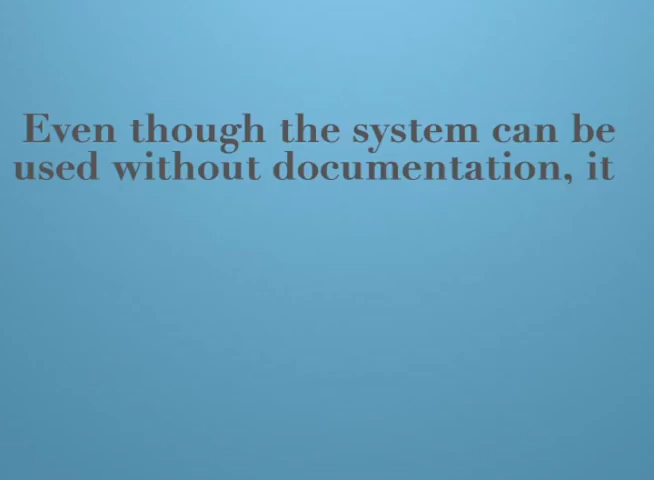 Even though the system can be
used without documentation, it